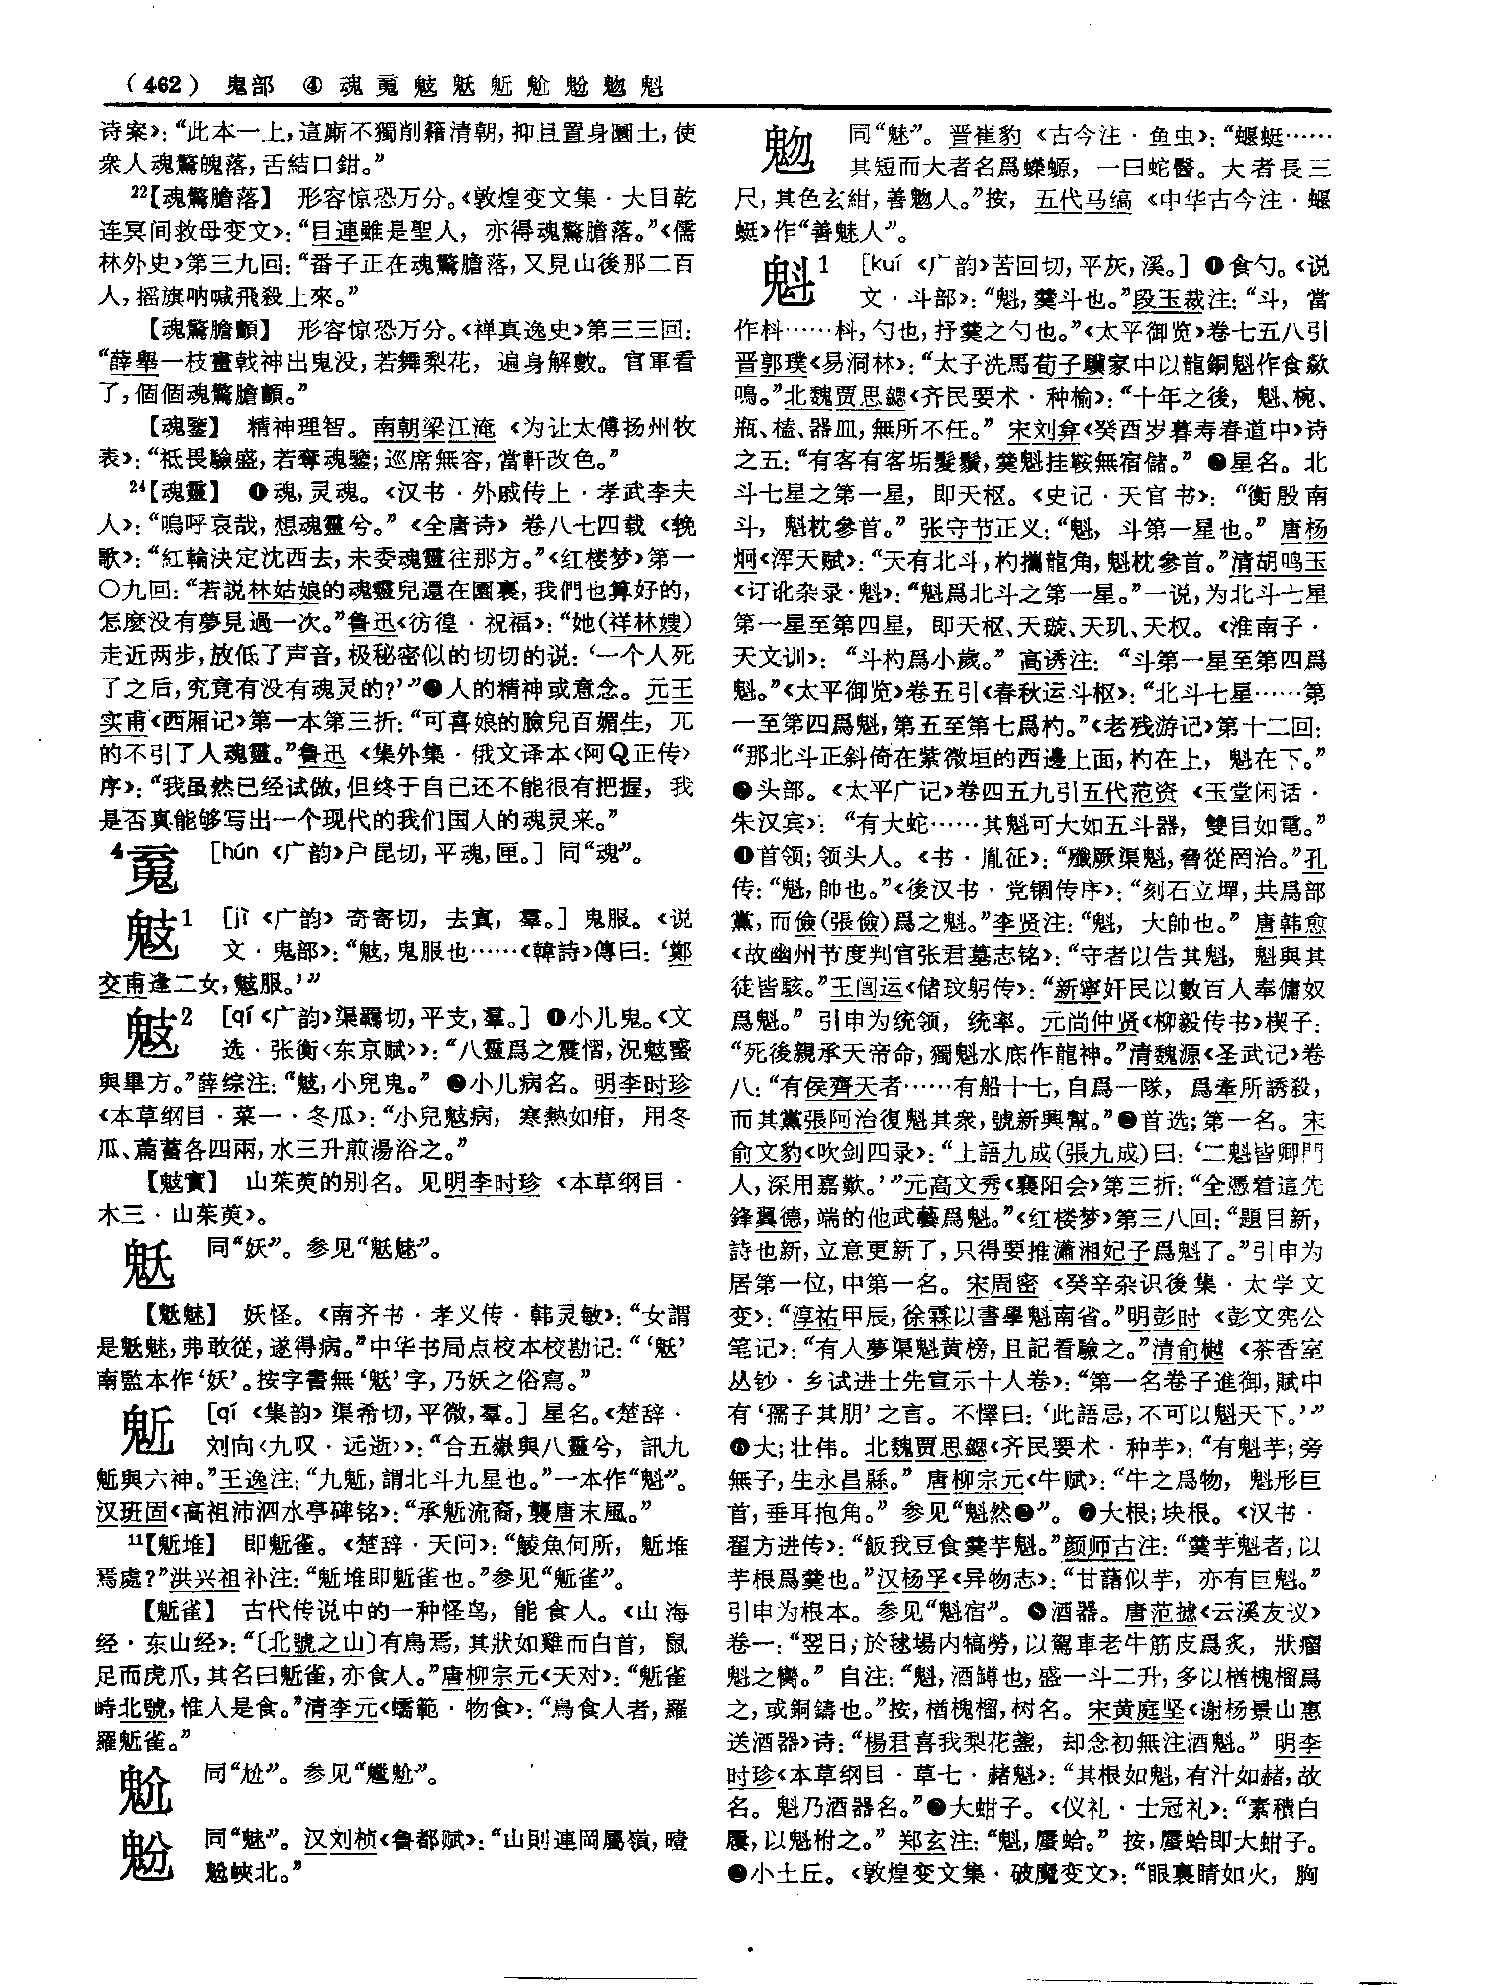 （462） 鬼部 ④ 魂 䰟 鬾 䰨 魀 魪 魵 魩 魁
诗案》：“此本一上，這廝不獨削籍清朝，抑且置身圜土，使
衆人魂驚魄落，舌結口鉗。”
22【魂驚膽落】 形容惊恐万分。《敦煌变文集·大目乾
连冥间救母变文》：“目連雖是聖人，亦得魂驚膽落。”《儒
林外史》第三九回：“番子正在魂驚膽落，又見山後那二百
人，摇旗呐喊飛殺上來。”
【魂驚膽顫】 形容惊恐万分。《禅真逸史》第三三回：
“薛舉一枝畫戟神出鬼没，若舞梨花，遍身解數。官軍看
了，個個魂驚膽顫。”
【魂鑒】 精神理智。南朝梁江淹《为让太傅扬州牧
表》：“祗畏驗盛，若奪魂鑒；巡席無容，當軒改色。”
24【魂靈】 ❶魂，灵魂。《汉书·外戚传上·孝武李夫
人》：“嗚呼哀哉，想魂靈兮。”《全唐诗》卷八七四载《挽
歌》：“紅輪決定沈西去，未委魂靈往那方。”《红楼梦》第一
〇九回：“若説林姑娘的魂靈兒還在園裏，我們也算好的，
怎麽没有夢見過一次。”鲁迅《彷徨·祝福》：“她（祥林嫂）
走近两步，放低了声音，极秘密似的切切的说：‘一个人死
了之后，究竟有没有魂灵的？’”❷人的精神或意念。元王
实甫《西厢记》第一本第三折：“可喜娘的臉兒百媚生，兀
的不引了人魂靈。”鲁迅《集外集·俄文译本〈阿Q正传〉
序》：“我虽然已经试做，但终于自己还不能很有把握，我
是否真能够写出一个现代的我们国人的魂灵来。”
4䰟 ［hún《广韵》户昆切，平魂，匣。］同“魂”。
鬾1 ［jì《广韵》奇寄切，去寘，羣。］鬼服。《说
文·鬼部》：“鬾，鬼服也……《韓詩》傳曰：‘鄭
交甫逢二女，鬾服。’”
鬾2 ［qí《广韵》渠羈切，平支，羣。］❶小儿鬼。《文
选·张衡〈东京赋〉》：“八靈爲之震慴，況鬾蜮
與畢方。”薛综注：“鬾，小兒鬼。”❷小儿病名。明李时珍
《本草纲目·菜一·冬瓜》：“小兒鬾病，寒熱如疳，用冬
瓜、萹蓄各四兩，水三升煎湯浴之。”
【鬾實】 山茱萸的别名。见明李时珍《本草纲目·
木三·山茱萸》。
䰨 同“妖”。参见“䰨魅”。
【䰨魅】 妖怪。《南齐书·孝义传·韩灵敏》：“女謂
是䰨魅，弗敢從，遂得病。”中华书局点校本校勘记：“‘䰨’
南監本作‘妖’。按字書無‘䰨’字，乃妖之俗寫。”
魀 ［qí《集韵》渠希切，平微，羣。］星名。《楚辞·
刘向〈九叹·远逝〉》：“合五嶽與八靈兮，訊九
魀與六神。”王逸注：“九魀，謂北斗九星也。”一本作“魁”。
汉班固《高祖沛泗水亭碑铭》：“承魀流裔，襲唐末風。”
11【魀堆】 即魀雀。《楚辞·天问》：“鯪魚何所，魀堆
焉處？”洪兴祖补注：“魀堆即魀雀也。”参见“魀雀”。
【魀雀】 古代传说中的一种怪鸟，能食人。《山海
经·东山经》：“〔北號之山〕有鳥焉，其狀如雞而白首，鼠
足而虎爪，其名曰魀雀，亦食人。”唐柳宗元《天对》：“魀雀
峙北號，惟人是食。”清李元《蠕範·物食》：“鳥食人者，羅
羅魀雀。”
魪 同“尬”。参见“魐魪”。
魵 同“魅”。汉刘桢《鲁都赋》：“山則連岡屬嶺，暗
魵峽北。”
魩 同“魅”。晋崔豹《古今注·鱼虫》：“蝘蜓……
其短而大者名爲蠑螈，一曰蛇醫。大者長三
尺，其色玄紺，善魩人。”按，五代马缟《中华古今注·蝘
蜓》作“善魅人”。
魁1 ［kuí《广韵》苦回切，平灰，溪。］❶食勺。《说
文·斗部》：“魁，羹斗也。”段玉裁注：“斗，當
作枓……枓，勺也，抒羹之勺也。”《太平御览》卷七五八引
晋郭璞《易洞林》：“太子洗馬荀子驥家中以龍銅魁作食歘
鳴。”北魏贾思勰《齐民要术·种榆》：“十年之後，魁、椀、
瓶、榼、器皿，無所不任。”宋刘弇《癸酉岁暮寿春道中》诗
之五：“有客有客垢髮鬚，羹魁挂鞍無宿儲。”❷星名。北
斗七星之第一星，即天枢。《史记·天官书》：“衡殷南
斗，魁枕參首。”张守节正义：“魁，斗第一星也。”唐杨
炯《浑天赋》：“天有北斗，杓攜龍角，魁枕參首。”清胡鸣玉
《订讹杂录·魁》：“魁爲北斗之第一星。”一说，为北斗七星
第一星至第四星，即天枢、天璇、天玑、天权。《淮南子·
天文训》：“斗杓爲小歲。”高诱注：“斗第一星至第四爲
魁。”《太平御览》卷五引《春秋运斗枢》：“北斗七星……第
一至第四爲魁，第五至第七爲杓。”《老残游记》第十二回：
“那北斗正斜倚在紫微垣的西邊上面，杓在上，魁在下。”
❸头部。《太平广记》卷四五九引五代范资《玉堂闲话·
朱汉宾》：“有大蛇……其魁可大如五斗器，雙目如電。”
❹首领；领头人。《书·胤征》：“殲厥渠魁，脅從罔治。”孔
传：“魁，帥也。”《後汉书·党锢传序》：“刻石立墠，共爲部
黨，而儉（張儉）爲之魁。”李贤注：“魁，大帥也。”唐韩愈
《故幽州节度判官张君墓志铭》：“守者以告其魁，魁與其
徒皆駭。”王闿运《储玟躬传》：“新寧奸民以數百人奉傭奴
爲魁。”引申为统领，统率。元尚仲贤《柳毅传书》楔子：
“死後親承天帝命，獨魁水底作龍神。”清魏源《圣武记》卷
八：“有侯齊天者……有船十七，自爲一隊，爲牽所誘殺，
而其黨張阿治復魁其衆，號新興幫。”❺首选；第一名。宋
俞文豹《吹剑四录》：“上語九成（張九成）曰：‘二魁皆卿門
人，深用嘉歎。’”元高文秀《襄阳会》第三折：“全憑着這先
鋒翼德，端的他武藝爲魁。”《红楼梦》第三八回：“題目新，
詩也新，立意更新了，只得要推瀟湘妃子爲魁了。”引申为
居第一位，中第一名。宋周密《癸辛杂识後集·太学文
变》：“淳祐甲辰，徐霖以書學魁南省。”明彭时《彭文宪公
笔记》：“有人夢渠魁黄榜，且記看驗之。”清俞樾《茶香室
丛钞·乡试进士先宣示十人卷》：“第一名卷子進御，賦中
有‘孺子其朋’之言。不懌曰：‘此語忌，不可以魁天下。’”
❻大；壮伟。北魏贾思勰《齐民要术·种芋》：“有魁芋；旁
無子，生永昌縣。”唐柳宗元《牛赋》：“牛之爲物，魁形巨
首，垂耳抱角。”参见“魁然❷”。❼大根；块根。《汉书·
翟方进传》：“飯我豆食羹芋魁。”颜师古注：“羹芋魁者，以
芋根爲羹也。”汉杨孚《异物志》：“甘藷似芋，亦有巨魁。”
引申为根本。参见“魁宿”。❽酒器。唐范摅《云溪友议》
卷一：“翌日，於毬場内犒勞，以駕車老牛筋皮爲炙，狀瘤
魁之臠。”自注：“魁，酒罇也，盛一斗二升，多以楢槐榴爲
之，或銅鑄也。”按，楢槐榴，树名。宋黄庭坚《谢杨景山惠
送酒器》诗：“楊君喜我梨花盞，却念初無注酒魁。”明李
时珍《本草纲目·草七·赭魁》：“其根如魁，有汁如赭，故
名。魁乃酒器名。”❾大蚶子。《仪礼·士冠礼》：“素積白
屨，以魁柎之。”郑玄注：“魁，蜃蛤。”按，蜃蛤即大蚶子。
❿小土丘。《敦煌变文集·破魔变文》：“眼裏睛如火，胸